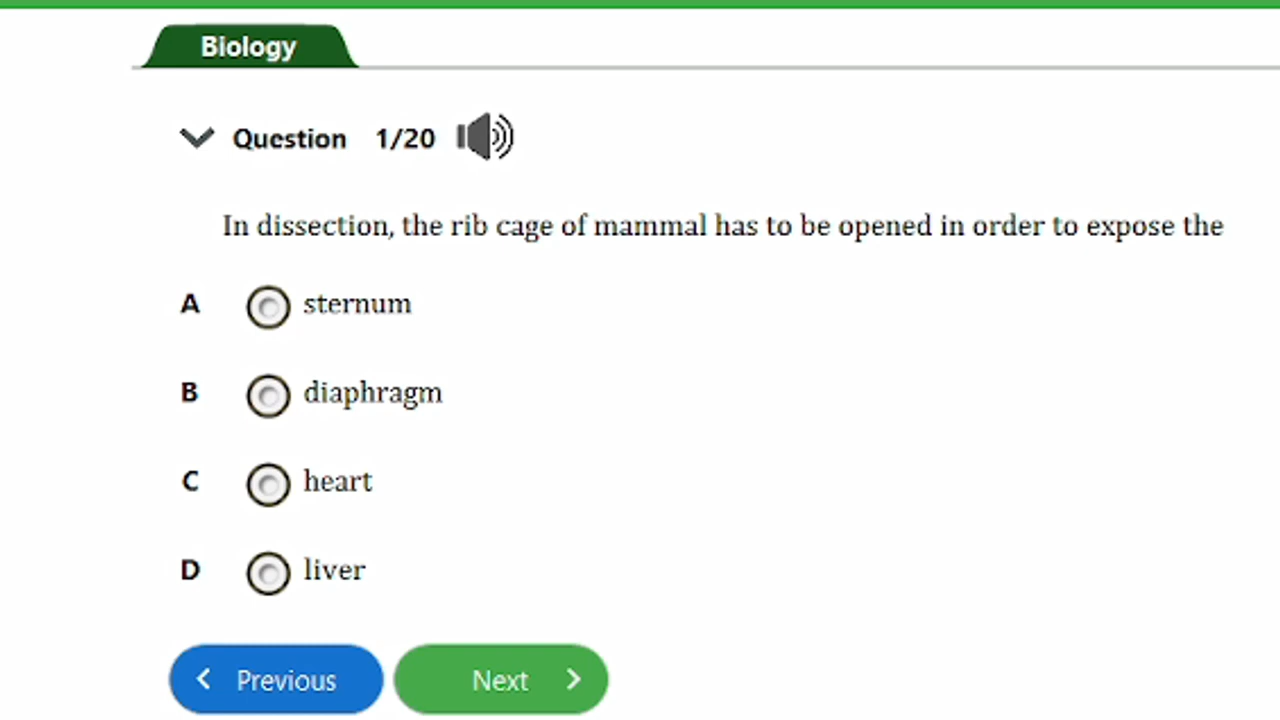 Biology
Question 1/20
In dissection, the rib cage of mammal has to be opened in order to expose the
A sternum
B diaphragm
C heart
D liver
Previous Next